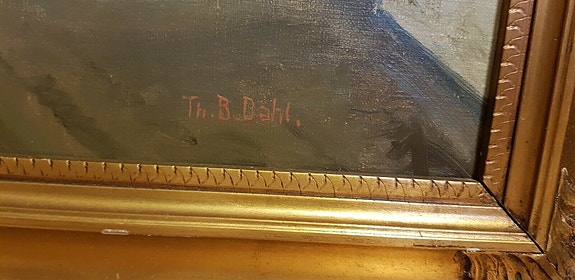 Th. B. Dahl.